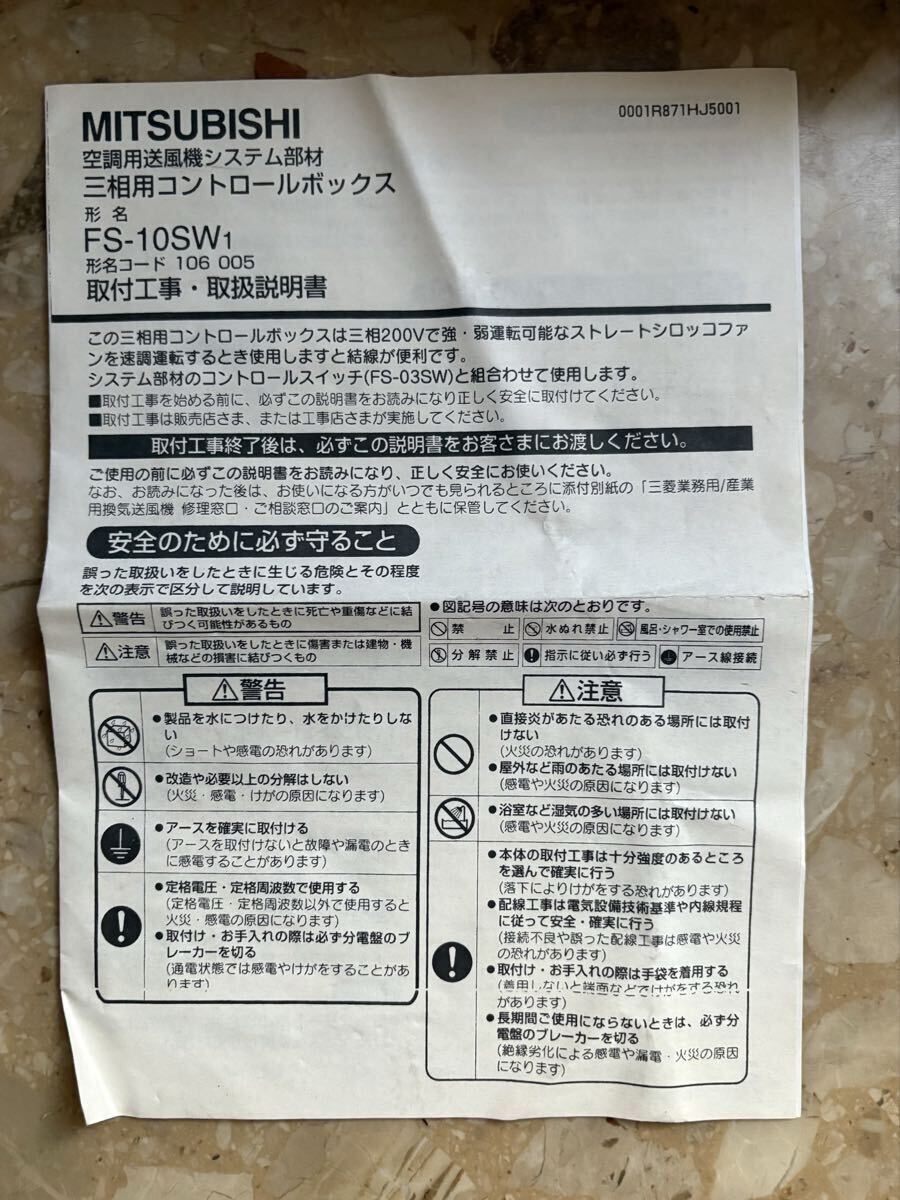 MITSUBISHI
0001R871HJ5001
空調用送風機システム部材
三相用コントロールボックス
形 名
FS-10SW1
形名コード 106 005
取付工事・取扱説明書
この三相用コントロールボックスは三相200Vで強・弱運転可能なストレートシロッコファ
ンを速調運転するとき使用しますと結線が便利です。
システム部材のコントロールスイッチ(FS-03SW)と組合わせて使用します。
■取付工事を始める前に、必ずこの説明書をお読みになり正しく安全に取付けてください。
■取付工事は販売店さま、または工事店さまが実施してください。
取付工事終了後は、必ずこの説明書をお客さまにお渡しください。
ご使用の前に必ずこの説明書をお読みになり、正しく安全にお使いください。
なお、お読みになった後は、お使いになる方がいつでも見られるところに添付別紙の「三菱業務用/産業
用換気送風機 修理窓口・ご相談窓口のご案内」とともに保管してください。
安全のために必ず守ること
誤った取扱いをしたときに生じる危険とその程度
を次の表示で区分して説明しています。
⚠警告
誤った取扱いをしたときに死亡や重傷などに結
びつく可能性があるもの
⚠注意
誤った取扱いをしたときに傷害または建物・機
械などの損害に結びつくもの
●図記号の意味は次のとおりです。
禁 止
水ぬれ禁止
風呂・シャワー室での使用禁止
分解禁止
指示に従い必ず行う
アース線接続
⚠警告
●製品を水につけたり、水をかけたりしな
い
(ショートや感電の恐れがあります)
●改造や必要以上の分解はしない
(火災・感電・けがの原因になります)
●アースを確実に取付ける
(アースを取付けないと故障や漏電のとき
に感電することがあります)
●定格電圧・定格周波数で使用する
(定格電圧・定格周波数以外で使用すると
火災・感電の原因になります)
●取付け・お手入れの際は必ず分電盤のブ
レーカーを切る
(通電状態では感電やけがをすることがあ
ります)
⚠注意
●直接炎があたる恐れのある場所には取付
けない
(火災の恐れがあります)
●屋外など雨のあたる場所には取付けない
(感電や火災の原因になります)
●浴室など湿気の多い場所には取付けない
(感電や火災の原因になります)
●本体の取付工事は十分強度のあるところ
を選んで確実に行う
(落下によりけがをする恐れがあります)
●配線工事は電気設備技術基準や内線規程
に従って安全・確実に行う
(接続不良や誤った配線工事は感電や火災
の恐れがあります)
●取付け・お手入れの際は手袋を着用する
(着用しないと端面などでけがをする恐れ
があります)
●長期間ご使用にならないときは、必ず分
電盤のブレーカーを切る
(絶縁劣化による感電や漏電・火災の原因
になります)